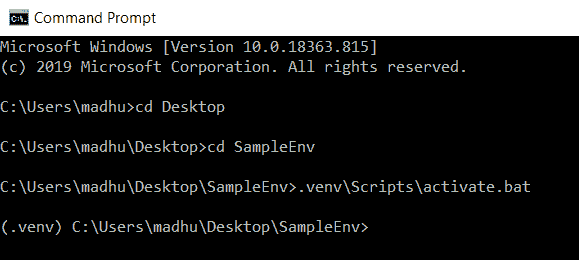 C:\. Command Prompt
Microsoft Windows [Version 10.0.18363.815]
(c) 2019 Microsoft Corporation. All rights reserved.
C:\Users\madhu>cd Desktop
C:\Users\madhu\Desktop>cd SampleEnv
C:\Users\madhu\Desktop\SampleEnv>.venv\Scripts\activate.bat
(.venv) C:\Users\madhu\Desktop\SampleEnv>